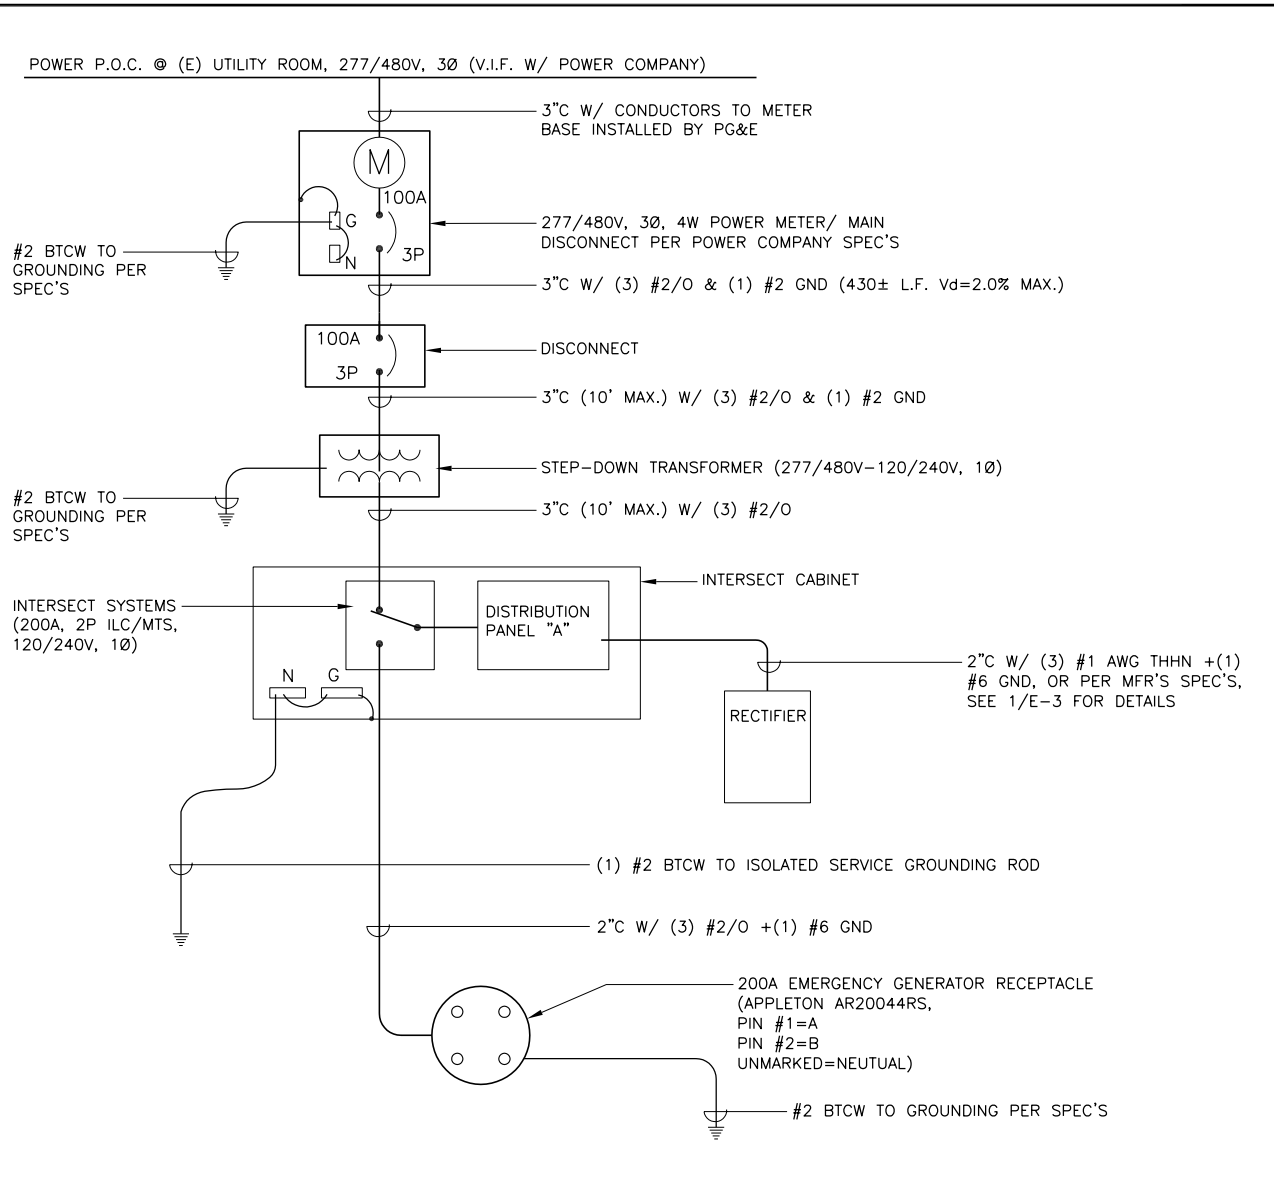 POWER P.O.C. @ (E) UTILITY ROOM, 277/480V, 3Ø (V.I.F. W/ POWER COMPANY)
3"C W/ CONDUCTORS TO METER
BASE INSTALLED BY PG&E
M
100A
G
3P
N
277/480V, 3Ø, 4W POWER METER/ MAIN
DISCONNECT PER POWER COMPANY SPEC'S
#2 BTCW TO
GROUNDING PER
SPEC'S
3"C W/ (3) #2/0 & (1) #2 GND (430± L.F. Vd=2.0% MAX.)
100A
3P
DISCONNECT
3"C (10' MAX.) W/ (3) #2/0 & (1) #2 GND
STEP-DOWN TRANSFORMER (277/480V-120/240V, 1Ø)
#2 BTCW TO
GROUNDING PER
SPEC'S
3"C (10' MAX.) W/ (3) #2/0
INTERSECT CABINET
INTERSECT SYSTEMS
(200A, 2P ILC/MTS,
120/240V, 1Ø)
DISTRIBUTION
PANEL "A"
N G
2"C W/ (3) #1 AWG THHN +(1)
#6 GND, OR PER MFR'S SPEC'S,
SEE 1/E-3 FOR DETAILS
RECTIFIER
(1) #2 BTCW TO ISOLATED SERVICE GROUNDING ROD
2"C W/ (3) #2/0 +(1) #6 GND
200A EMERGENCY GENERATOR RECEPTACLE
(APPLETON AR20044RS,
PIN #1=A
PIN #2=B
UNMARKED=NEUTUAL)
#2 BTCW TO GROUNDING PER SPEC'S